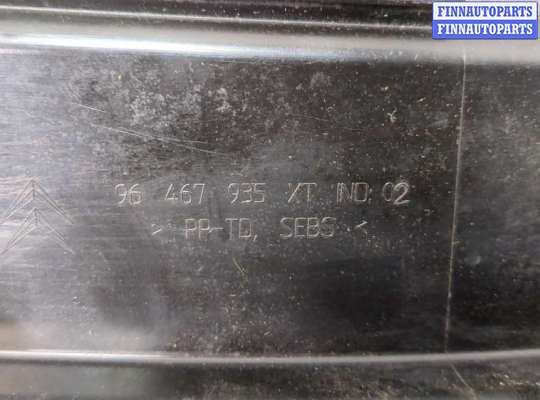 FINNAUTOPARTS
FINNAUTOPARTS
96 467 935 XT IND 02
> PP-TD, SEBS <